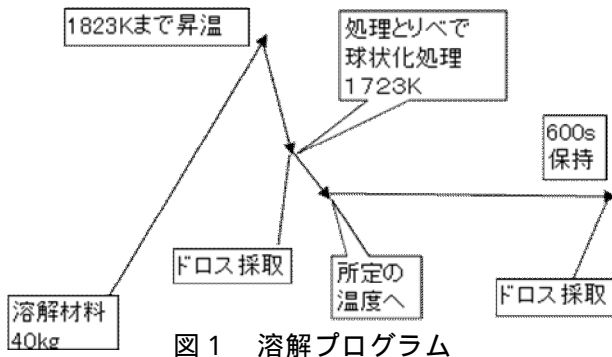 1823Kまで昇温
処理とりべで
球状化処理
1723K
600s
保持
ドロス採取
所定の
温度へ
ドロス採取
溶解材料
40kg
図1 溶解プログラム